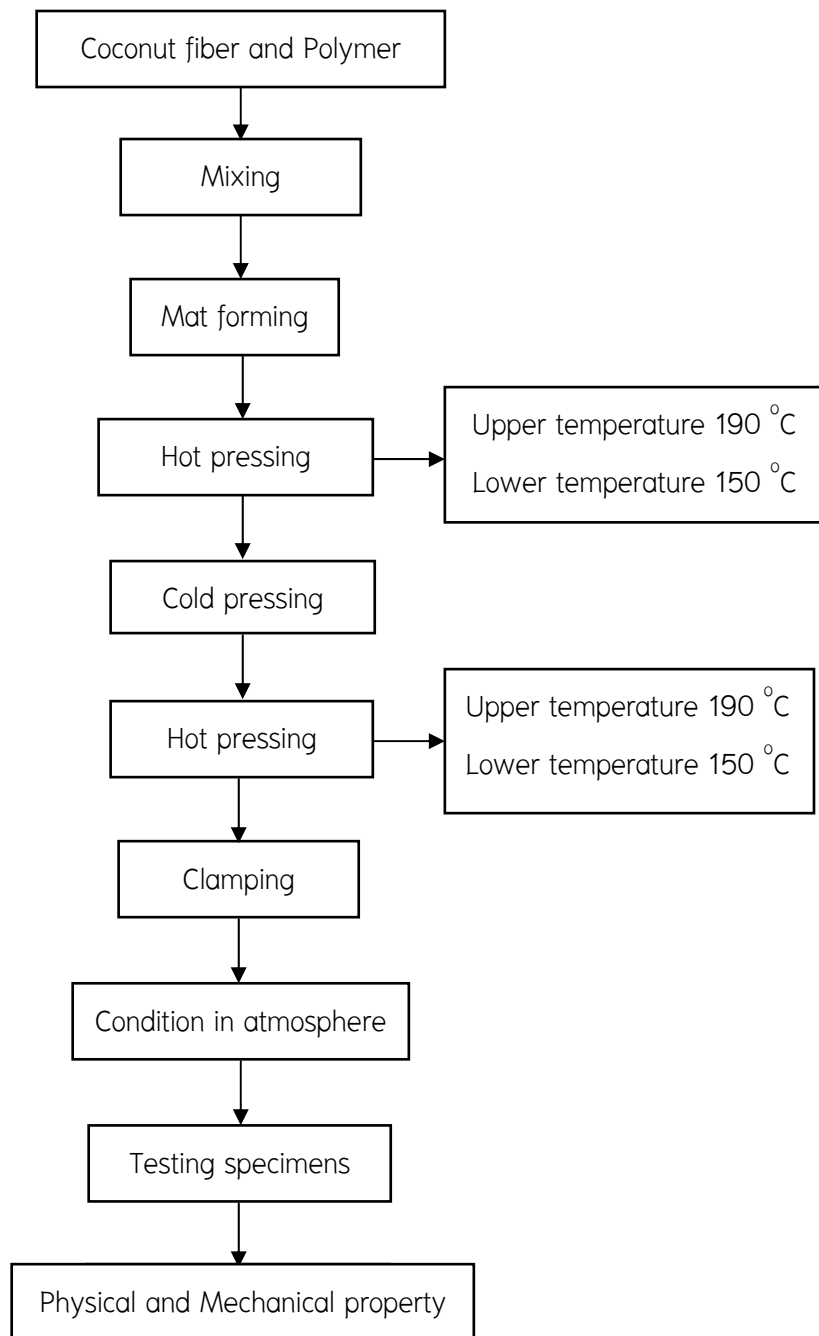 Coconut fiber and Polymer
Mixing
Mat forming
Hot pressing
Upper temperature 190 °C
Lower temperature 150 °C
Cold pressing
Hot pressing
Upper temperature 190 °C
Lower temperature 150 °C
Clamping
Condition in atmosphere
Testing specimens
Physical and Mechanical property